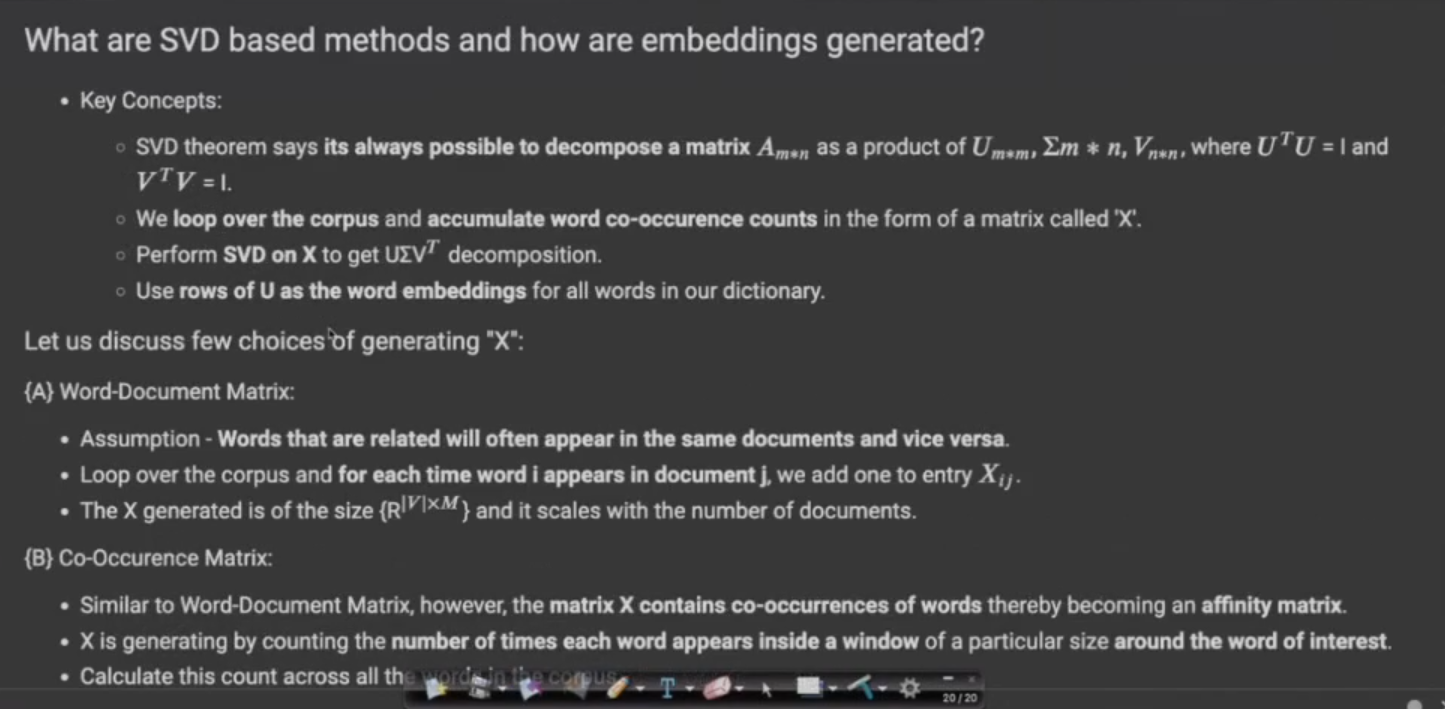 What are SVD based methods and how are embeddings generated?
• Key Concepts:
◦ SVD theorem says its always possible to decompose a matrix A_{m*n} as a product of U_{m*m}, Σm * n, V_{n*n}, where U^T U = I and
V^T V = I.
◦ We loop over the corpus and accumulate word co-occurence counts in the form of a matrix called 'X'.
◦ Perform SVD on X to get UΣV^T decomposition.
◦ Use rows of U as the word embeddings for all words in our dictionary.
Let us discuss few choices of generating "X":
{A} Word-Document Matrix:
• Assumption - Words that are related will often appear in the same documents and vice versa.
• Loop over the corpus and for each time word i appears in document j, we add one to entry X_{ij}.
• The X generated is of the size {R^{|V|×M}} and it scales with the number of documents.
{B} Co-Occurence Matrix:
• Similar to Word-Document Matrix, however, the matrix X contains co-occurrences of words thereby becoming an affinity matrix.
• X is generating by counting the number of times each word appears inside a window of a particular size around the word of interest.
• Calculate this count across all the words in the corpus.
20/20